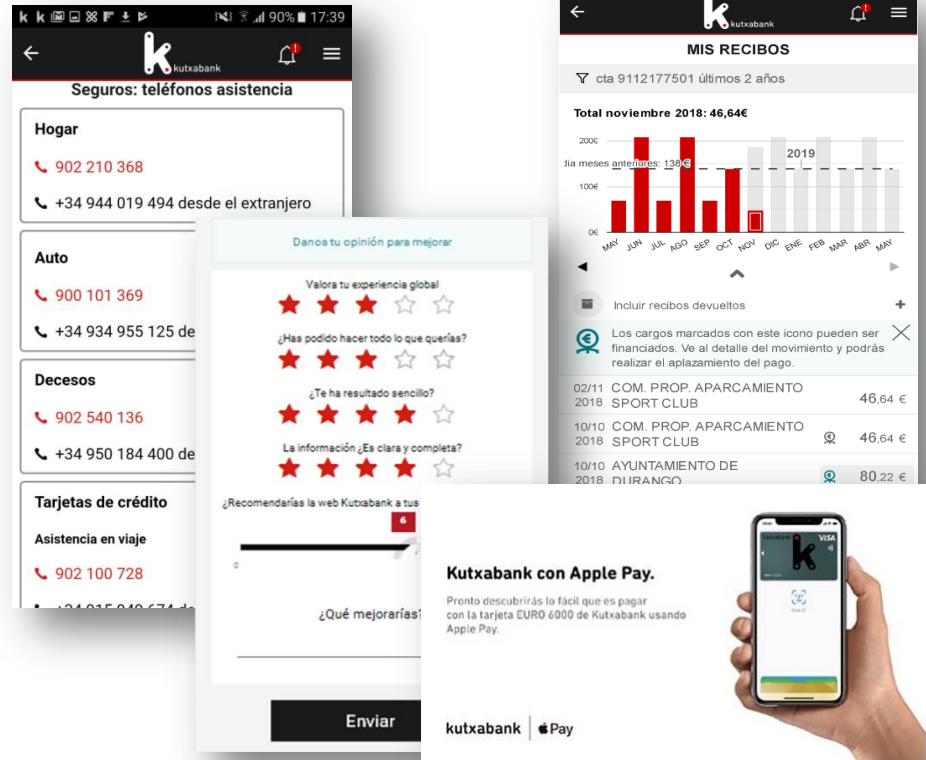 90% 17:39
kutxabank
Seguros: teléfonos asistencia
Hogar
902 210 368
+34 944 019 494 desde el extranjero
Auto
900 101 369
+34 934 955 125 de
Decesos
902 540 136
+34 950 184 400 de
Tarjetas de crédito
Asistencia en viaje
902 100 728
Danos tu opinión para mejorar
Valora tu experiencia global
¿Has podido hacer todo lo que querías?
¿Te ha resultado sencillo?
La información ¿Es clara y completa?
¿Recomendarías la web Kutxabank a tus
6
0
¿Qué mejorarías?
Enviar
kutxabank
MIS RECIBOS
cta 9112177501 últimos 2 años
Total noviembre 2018: 46,64€
200€
2019
meses anteriores: 138 €
100€
0€
MAY JUN JUL AGO SEP OCT NOV DIC ENE FEB MAR ABR MAY
Incluir recibos devueltos +
Los cargos marcados con este icono pueden ser
financiados. Ve al detalle del movimiento y podrás
realizar el aplazamiento del pago.
02/11 COM. PROP. APARCAMIENTO
2018 SPORT CLUB 46,64 €
10/10 COM. PROP. APARCAMIENTO
2018 SPORT CLUB 46,64 €
10/10 AYUNTAMIENTO DE
2018 DURANGO 80,22 €
Kutxabank con Apple Pay.
Pronto descubrirás lo fácil que es pagar
con la tarjeta EURO 6000 de Kutxabank usando
Apple Pay.
kutxabank Pay
kutxabank VISA